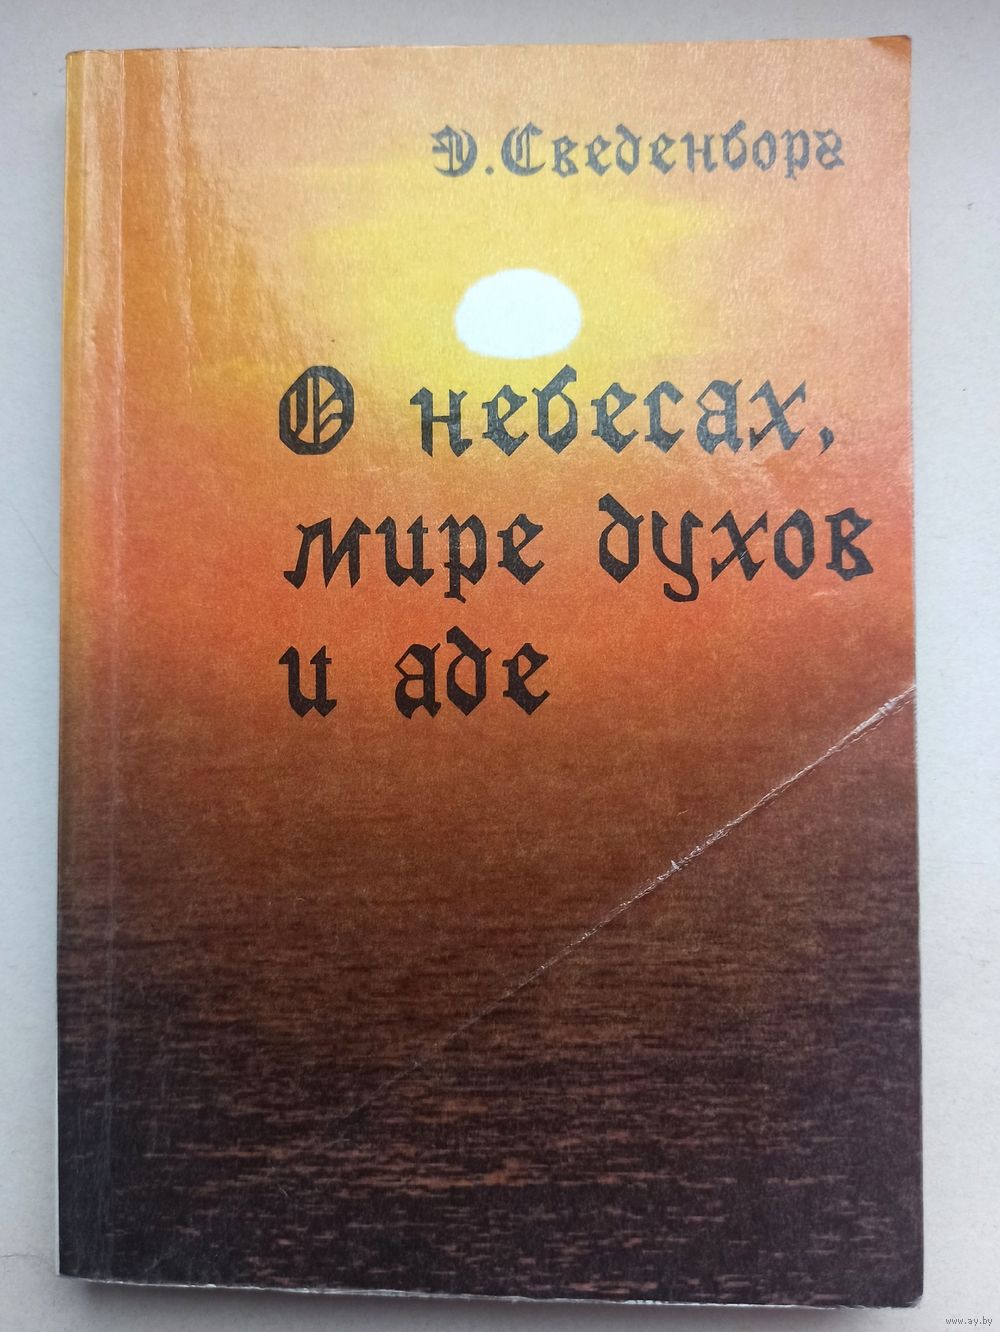 Э. Сведенборг
О небесах,
мире духов
и аде
www.ay.by